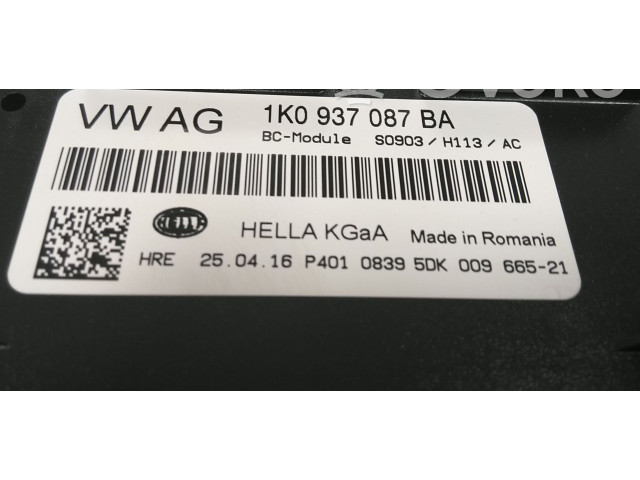 VW AG 1K0 937 087 BA
BC-Module S0903/H113/AC
HELLA KGaA Made in Romania
HRE 25.04.16 P401 0839 5DK 009 665-21